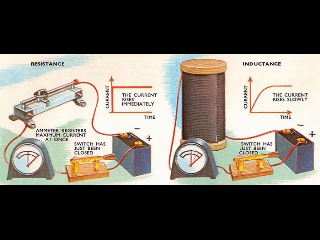 RESISTANCE
CURRENT
THE CURRENT
RISES
IMMEDIATELY
TIME
AMMETER REGISTERS
MAXIMUM CURRENT
AT ONCE
SWITCH HAS
JUST BEEN
CLOSED
− +
INDUCTANCE
CURRENT
THE CURRENT
RISES SLOWLY
TIME
SWITCH HAS
JUST BEEN
CLOSED
− +